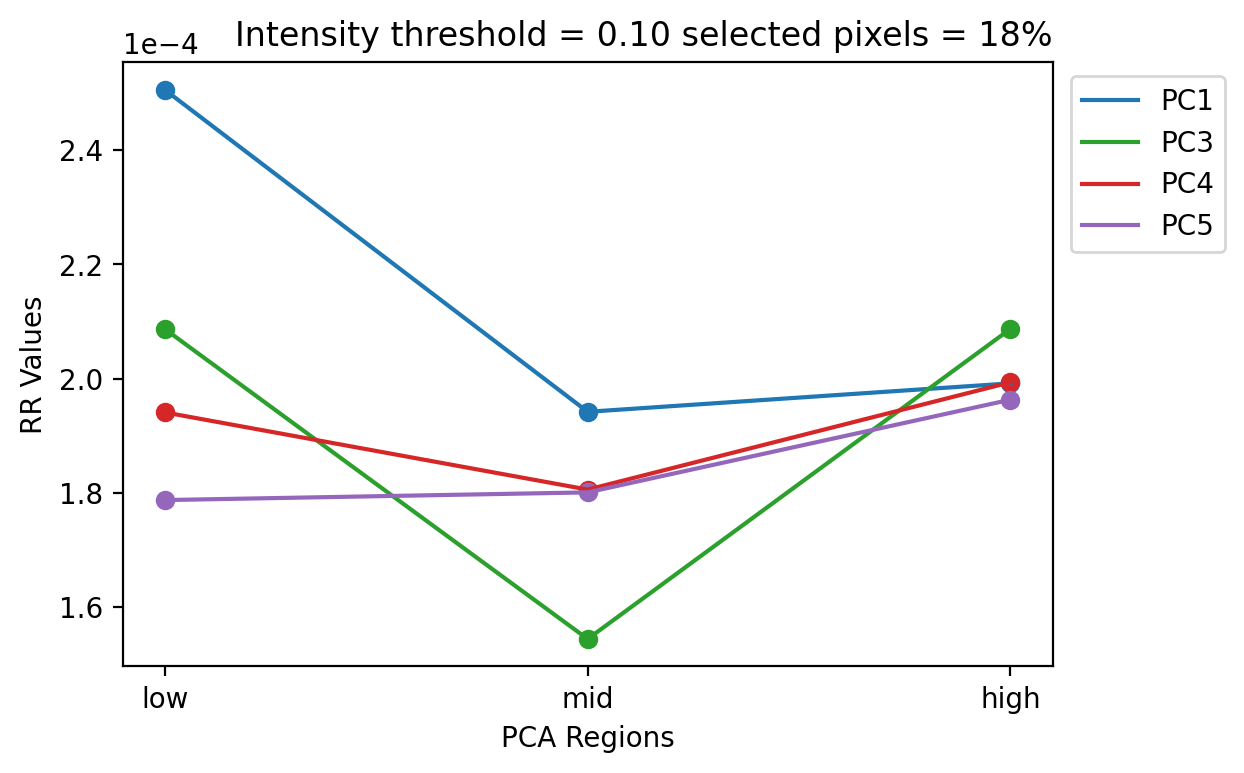 Intensity threshold = 0.10 selected pixels = 18%
1e−4
2.4
2.2
2.0
1.8
1.6
RR Values
low
mid
high
PCA Regions
PC1
PC3
PC4
PC5